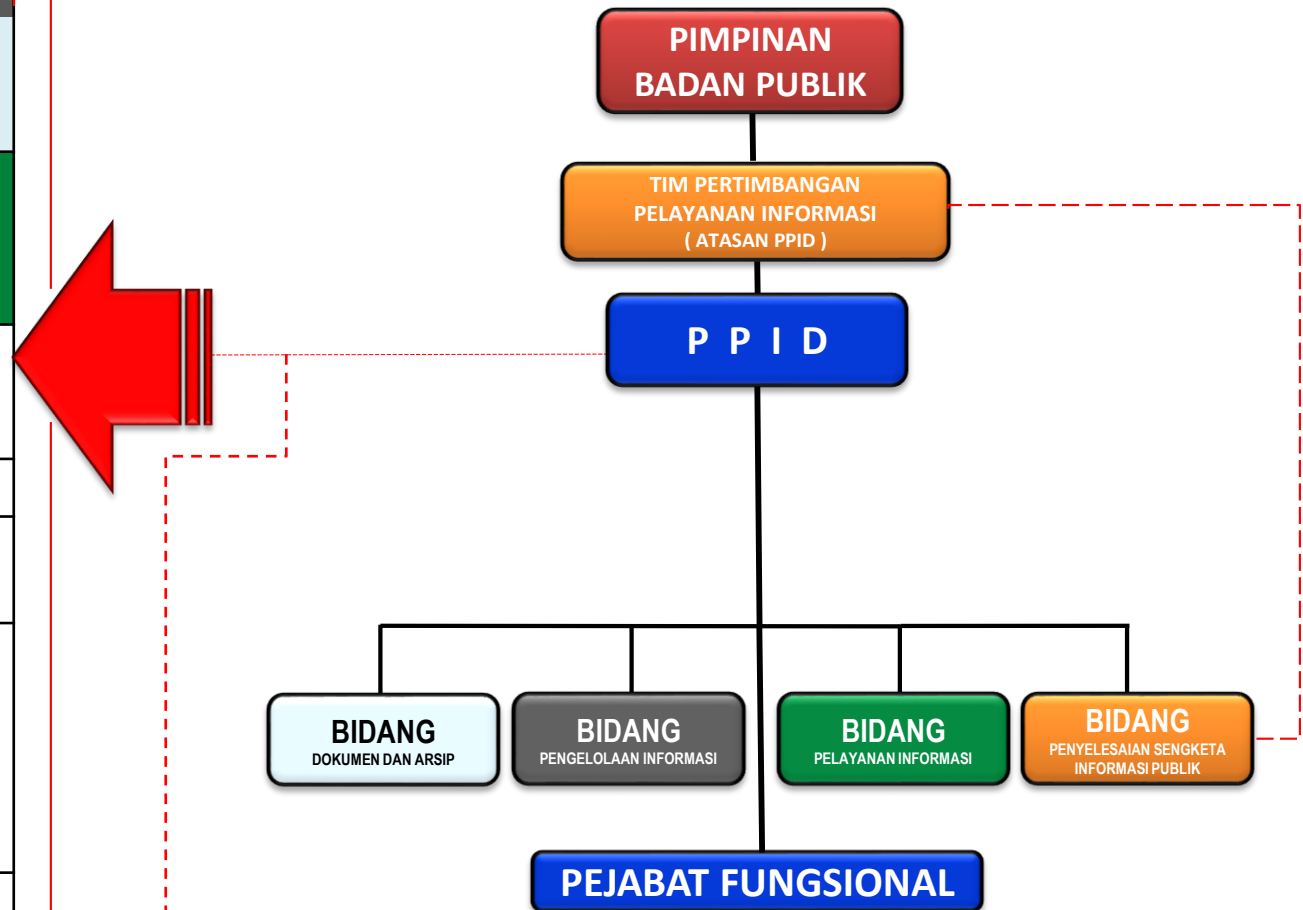 PIMPINAN
BADAN PUBLIK
TIM PERTIMBANGAN
PELAYANAN INFORMASI
( ATASAN PPID )
P P I D
BIDANG
DOKUMEN DAN ARSIP
BIDANG
PENGELOLAAN INFORMASI
BIDANG
PELAYANAN INFORMASI
BIDANG
PENYELESAIAN SENGKETA
INFORMASI PUBLIK
PEJABAT FUNGSIONAL